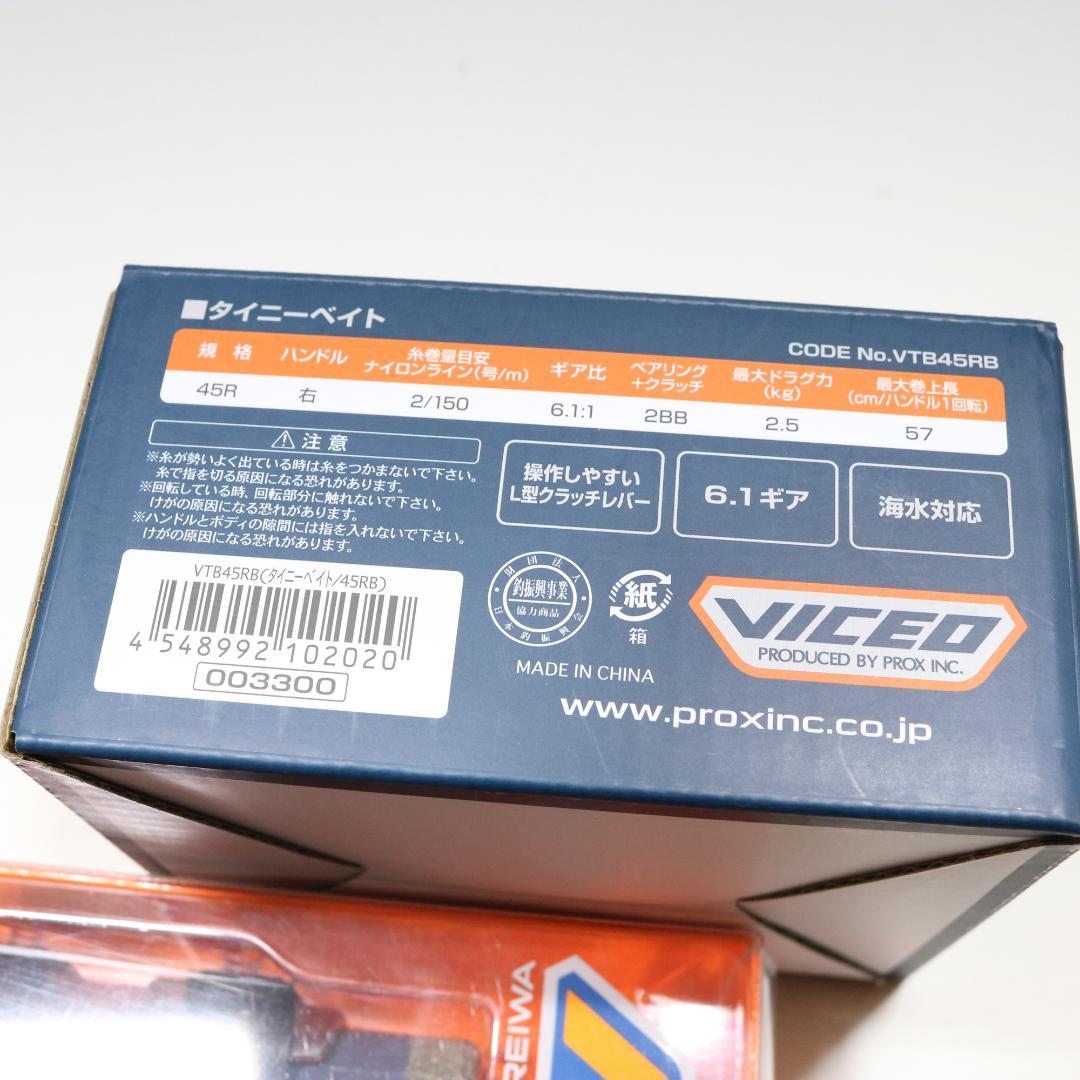 ■タイニーベイト
CODE No.VTB45RB
規 格 ハンドル 糸巻量目安 ナイロンライン(号/m) ギア比 ベアリング +クラッチ 最大ドラグ力 (kg) 最大巻上長 (cm/ハンドル1回転)
45R 右 2/150 6.1:1 2BB 2.5 57
⚠注 意
※糸が勢いよく出ている時は糸をつかまないで下さい。
糸で指を切る原因になる恐れがあります。
※回転している時、回転部分に触れないで下さい。
けがの原因になる恐れがあります。
※ハンドルとボディの隙間には指を入れないで下さい。
けがの原因になる恐れがあります。
操作しやすい
L型クラッチレバー
6.1ギア
海水対応
VTB45RB(タイニーベイト/45RB)
4 548992 102020
003300
財団法人
釣振興事業
協力商品
日本釣振興会
紙
箱
MADE IN CHINA
VICEO
PRODUCED BY PROX INC.
www.proxinc.co.jp
REIWA